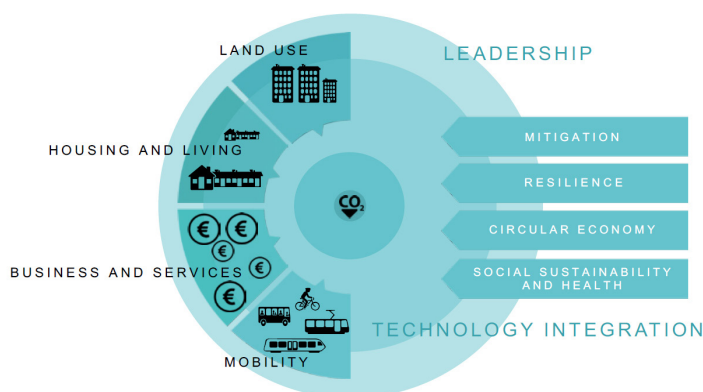 LAND USE
LEADERSHIP
HOUSING AND LIVING
MITIGATION
RESILIENCE
CO₂
CIRCULAR ECONOMY
BUSINESS AND SERVICES
€ €
€
€
€
SOCIAL SUSTAINABILITY
AND HEALTH
TECHNOLOGY INTEGRATION
MOBILITY